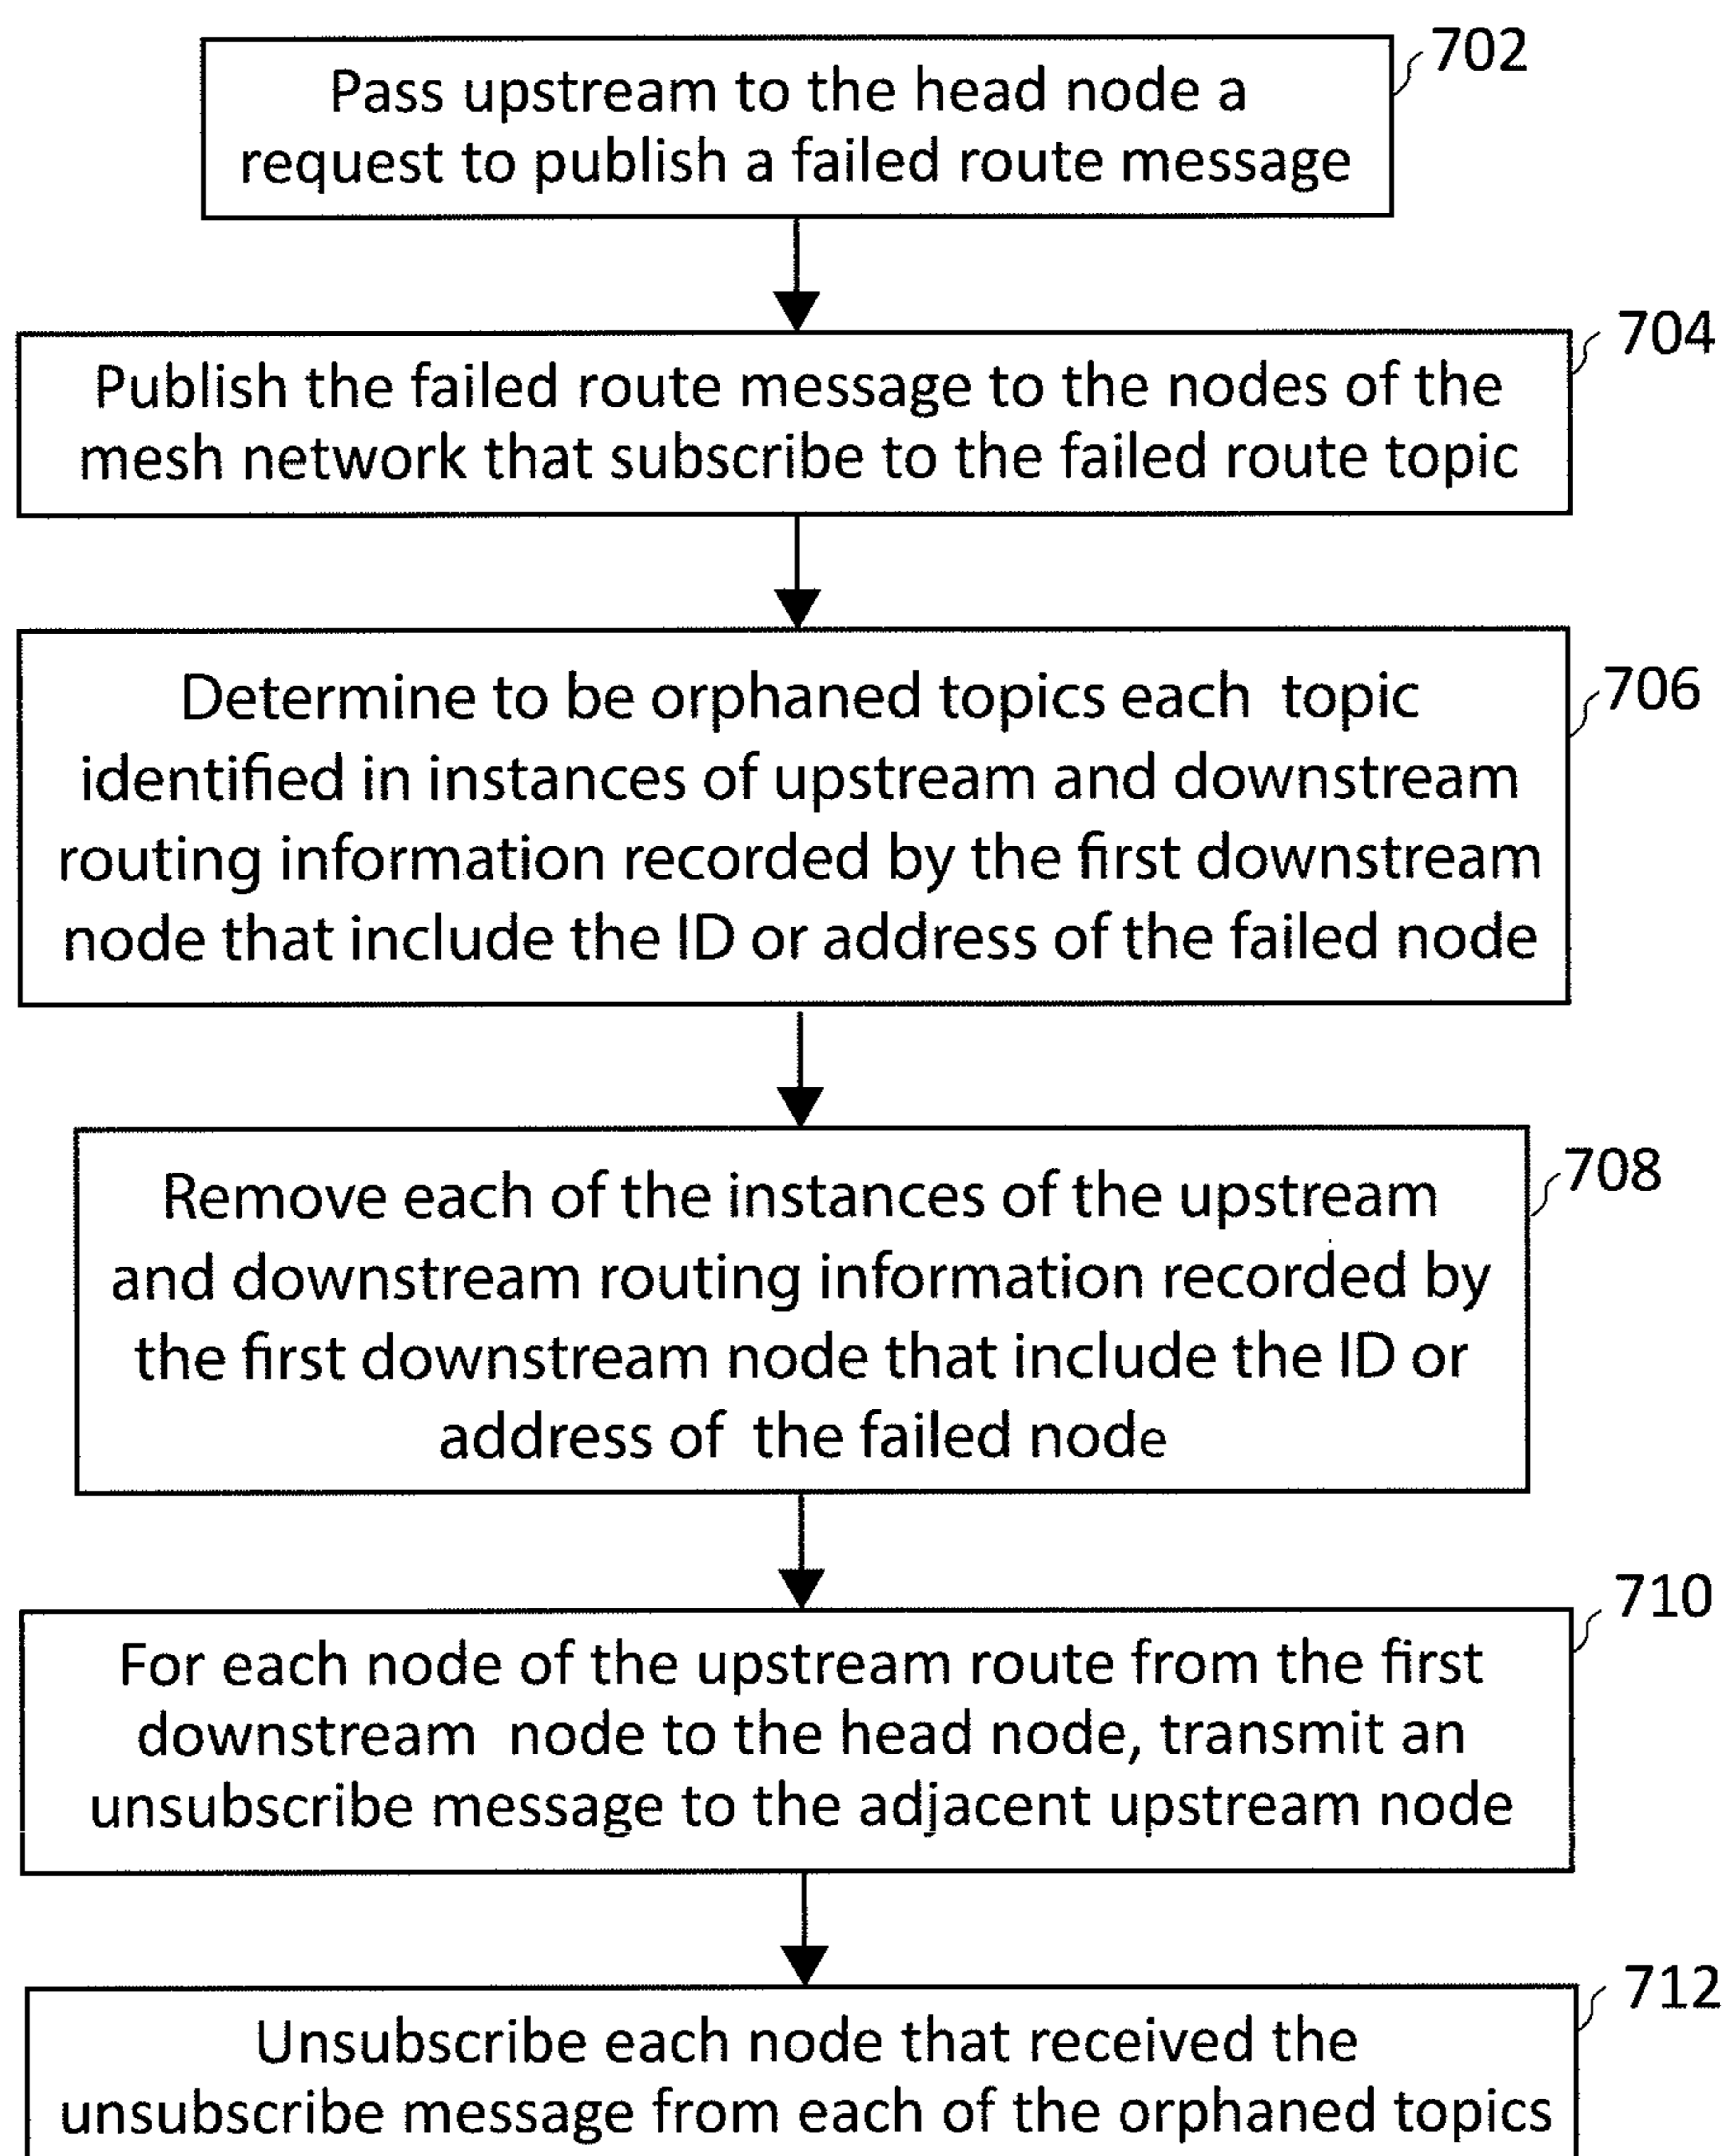 702
Pass upstream to the head node a
request to publish a failed route message
704
Publish the failed route message to the nodes of the
mesh network that subscribe to the failed route topic
706
Determine to be orphaned topics each topic
identified in instances of upstream and downstream
routing information recorded by the first downstream
node that include the ID or address of the failed node
708
Remove each of the instances of the upstream
and downstream routing information recorded by
the first downstream node that include the ID or
address of the failed node
710
For each node of the upstream route from the first
downstream node to the head node, transmit an
unsubscribe message to the adjacent upstream node
712
Unsubscribe each node that received the
unsubscribe message from each of the orphaned topics